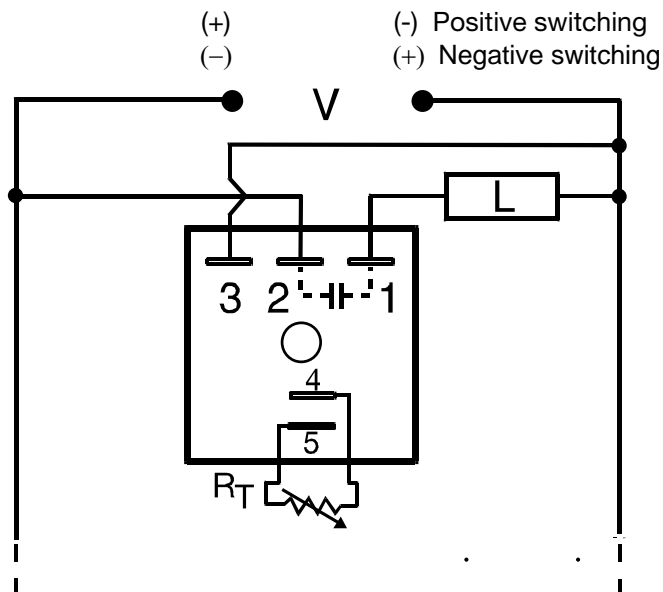 (+) (-) Positive switching
(−) (+) Negative switching
V
L
3 2 1
4
5
RT